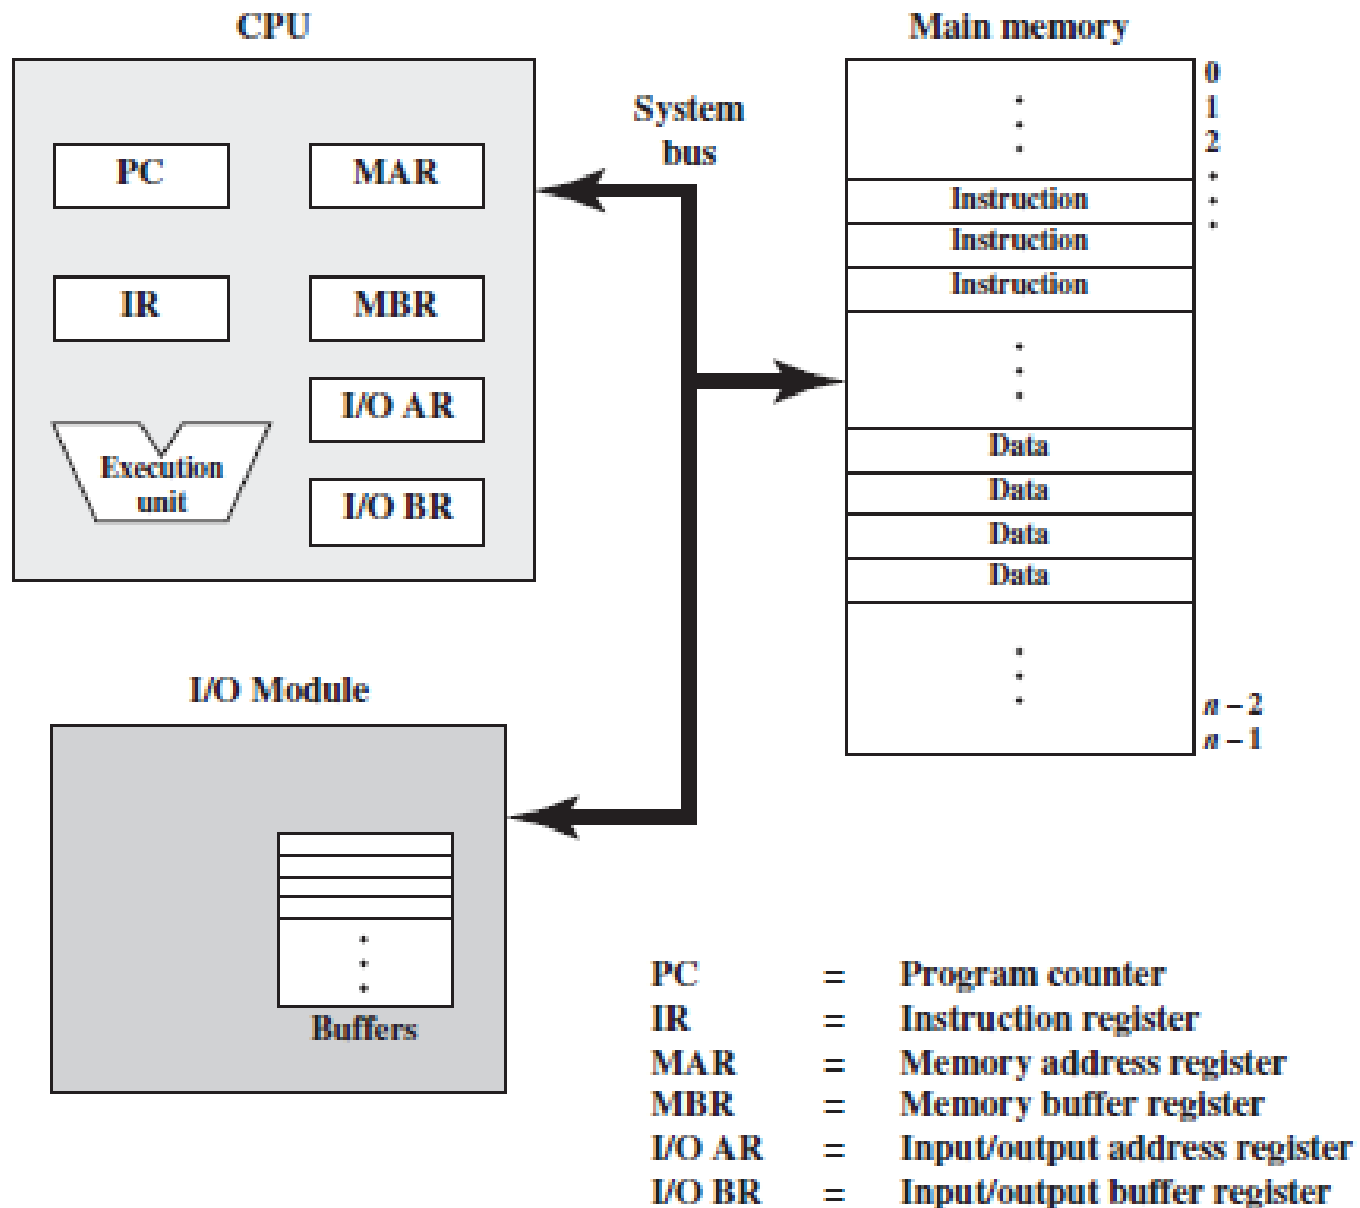 CPU
PC
MAR
IR
MBR
I/O AR
Execution
unit
I/O BR
System
bus
Main memory
0
1
2
Instruction
Instruction
Instruction
Data
Data
Data
Data
n – 2
n – 1
I/O Module
Buffers
PC = Program counter
IR = Instruction register
MAR = Memory address register
MBR = Memory buffer register
I/O AR = Input/output address register
I/O BR = Input/output buffer register